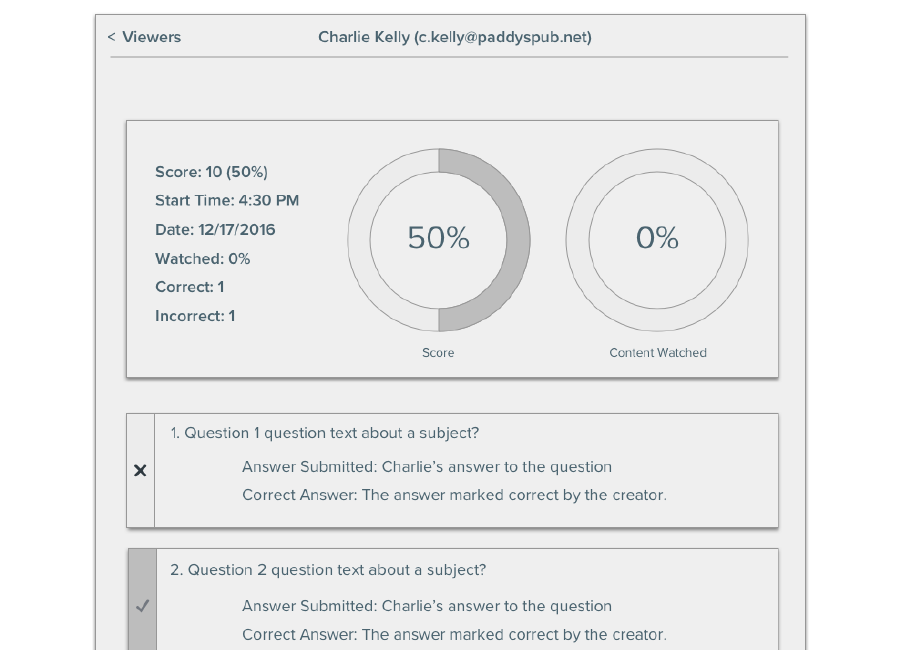 < Viewers Charlie Kelly (c.kelly@paddyspub.net)
Score: 10 (50%)
Start Time: 4:30 PM
Date: 12/17/2016
Watched: 0%
Correct: 1
Incorrect: 1
50%
Score
0%
Content Watched
1. Question 1 question text about a subject?
Answer Submitted: Charlie's answer to the question
Correct Answer: The answer marked correct by the creator.
2. Question 2 question text about a subject?
Answer Submitted: Charlie's answer to the question
Correct Answer: The answer marked correct by the creator.